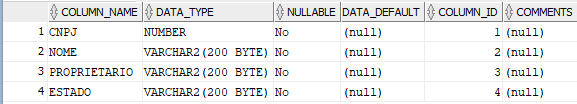 COLUMN_NAME DATA_TYPE NULLABLE DATA_DEFAULT COLUMN_ID COMMENTS
1 CNPJ NUMBER No (null) 1 (null)
2 NOME VARCHAR2(200 BYTE) No (null) 2 (null)
3 PROPRIETARIO VARCHAR2(200 BYTE) No (null) 3 (null)
4 ESTADO VARCHAR2(200 BYTE) No (null) 4 (null)